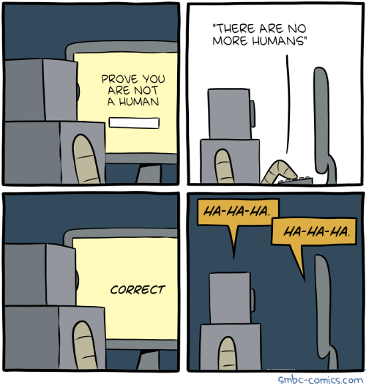 PROVE YOU
ARE NOT
A HUMAN
"THERE ARE NO
MORE HUMANS"
CORRECT
HA-HA-HA.
HA-HA-HA.
smbc-comics.com